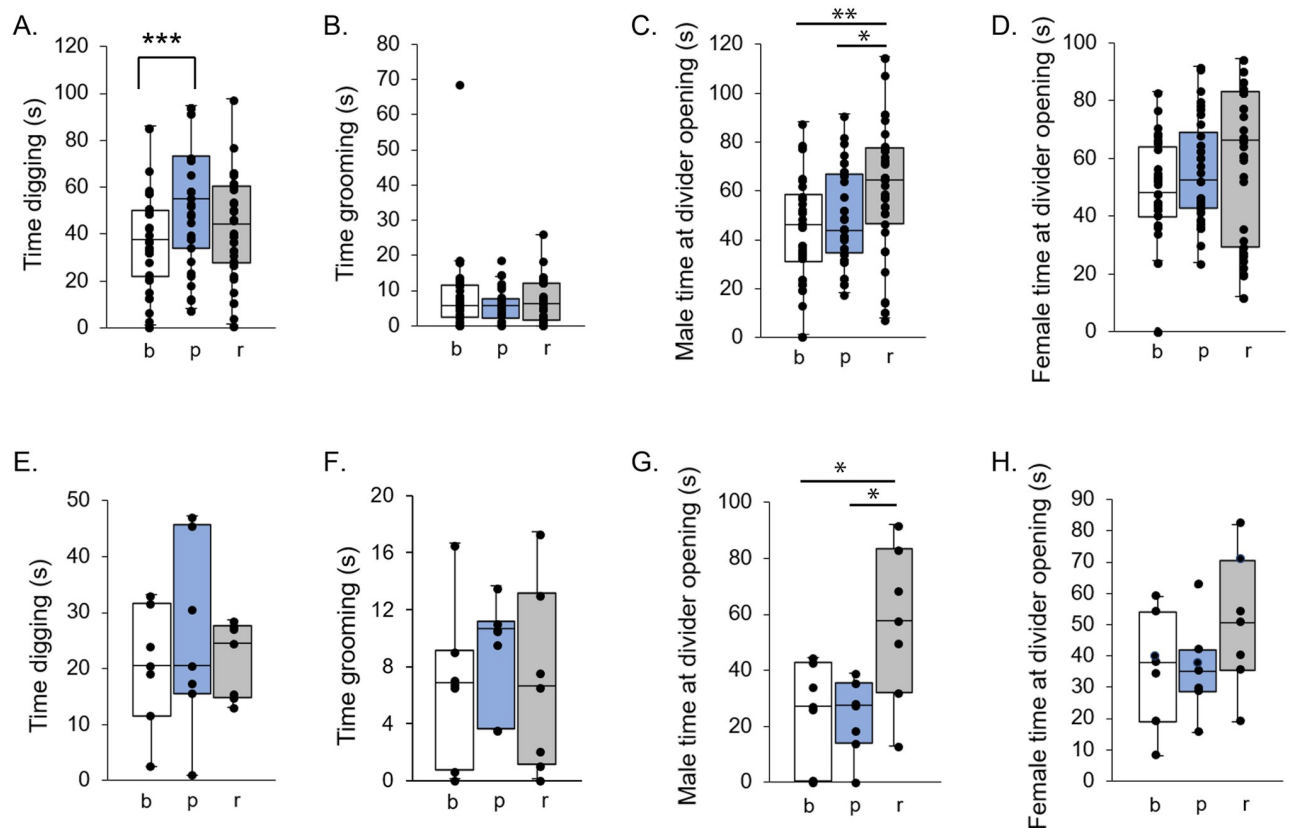 A.
Time digging (s)
***
120
100
80
60
40
20
0
b p r
B.
Time grooming (s)
80
70
60
50
40
30
20
10
0
b p r
C.
Male time at divider opening (s)
**
*
120
100
80
60
40
20
0
b p r
D.
Female time at divider opening (s)
100
80
60
40
20
0
b p r
E.
Time digging (s)
50
40
30
20
10
0
b p r
F.
Time grooming (s)
20
16
12
8
4
0
b p r
G.
Male time at divider opening (s)
*
*
100
80
60
40
20
0
b p r
H.
Female time at divider opening (s)
90
80
70
60
50
40
30
20
10
0
b p r